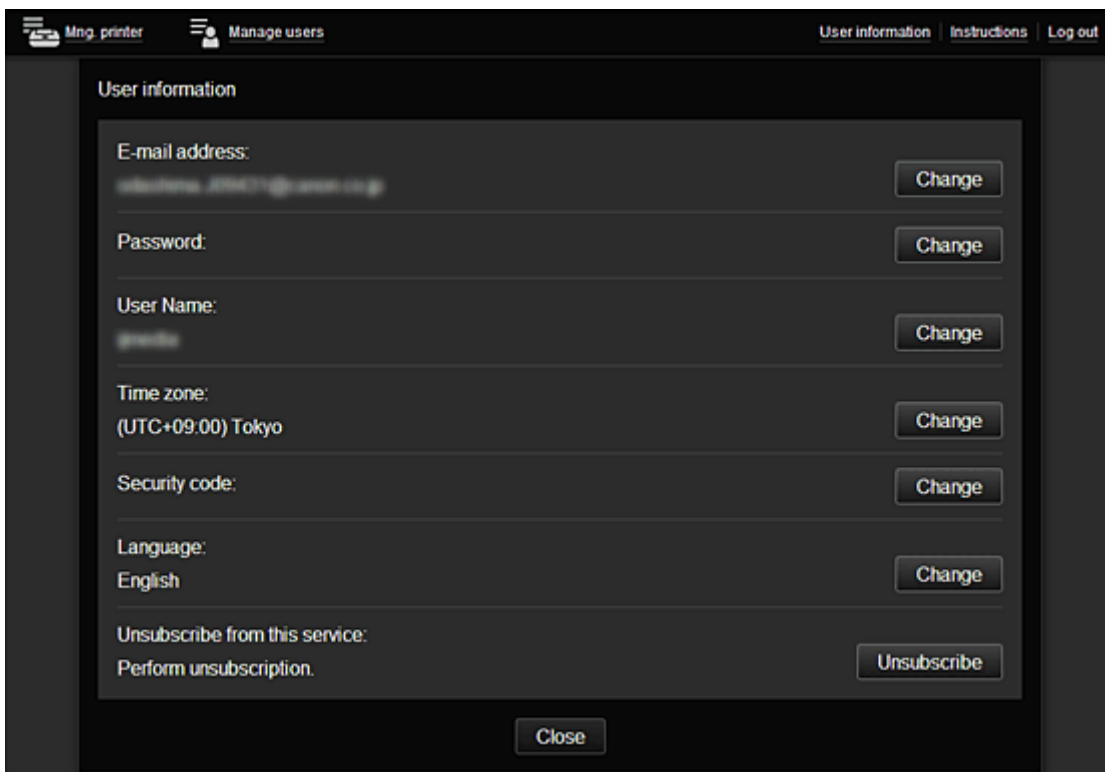 Mng. printer Manage users User information Instructions Log out
User information
E-mail address:
Change
Password:
Change
User Name:
Change
Time zone:
(UTC+09:00) Tokyo
Change
Security code:
Change
Language:
English
Change
Unsubscribe from this service:
Perform unsubscription.
Unsubscribe
Close